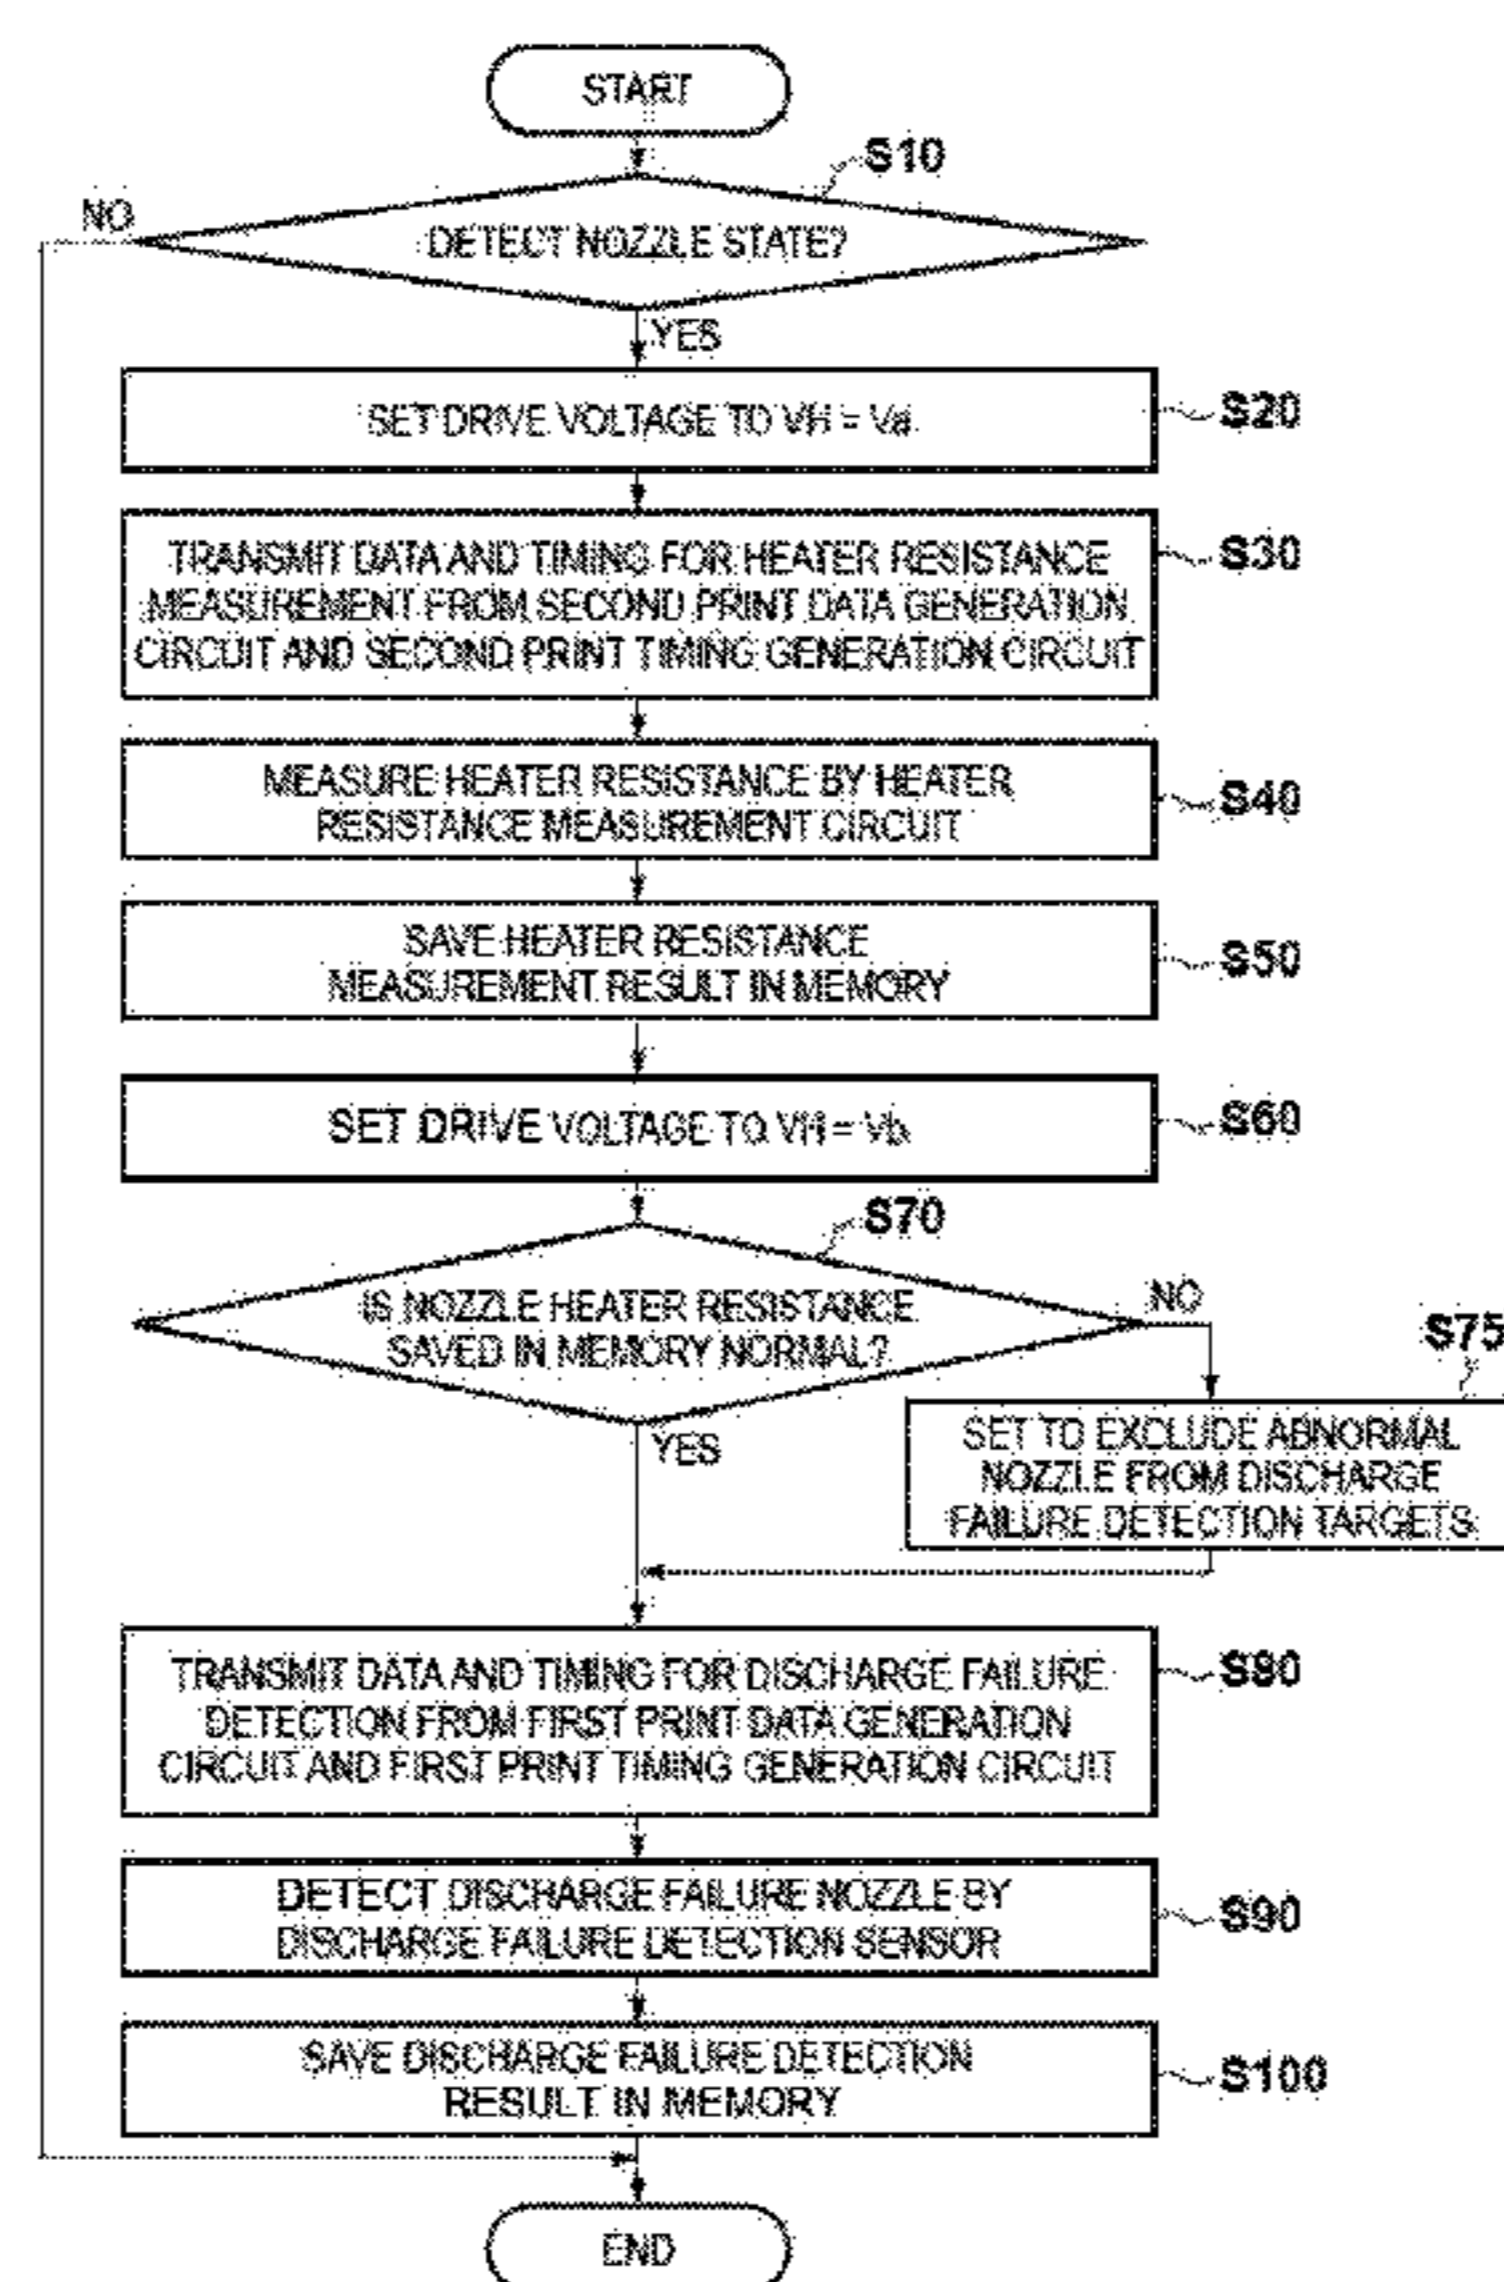 START
S10
NO
DETECT NOZZLE STATE?
YES
SET DRIVE VOLTAGE TO VH = Va
S20
TRANSMIT DATA AND TIMING FOR HEATER RESISTANCE
MEASUREMENT FROM SECOND PRINT DATA GENERATION
CIRCUIT AND SECOND PRINT TIMING GENERATION CIRCUIT
S30
MEASURE HEATER RESISTANCE BY HEATER
RESISTANCE MEASUREMENT CIRCUIT
S40
SAVE HEATER RESISTANCE
MEASUREMENT RESULT IN MEMORY
S50
SET DRIVE VOLTAGE TO VH = Vb
S60
S70
IS NOZZLE HEATER RESISTANCE
SAVED IN MEMORY NORMAL?
NO
YES
S75
SET TO EXCLUDE ABNORMAL
NOZZLE FROM DISCHARGE
FAILURE DETECTION TARGETS
TRANSMIT DATA AND TIMING FOR DISCHARGE FAILURE
DETECTION FROM FIRST PRINT DATA GENERATION
CIRCUIT AND FIRST PRINT TIMING GENERATION CIRCUIT
S80
DETECT DISCHARGE FAILURE NOZZLE BY
DISCHARGE FAILURE DETECTION SENSOR
S90
SAVE DISCHARGE FAILURE DETECTION
RESULT IN MEMORY
S100
END